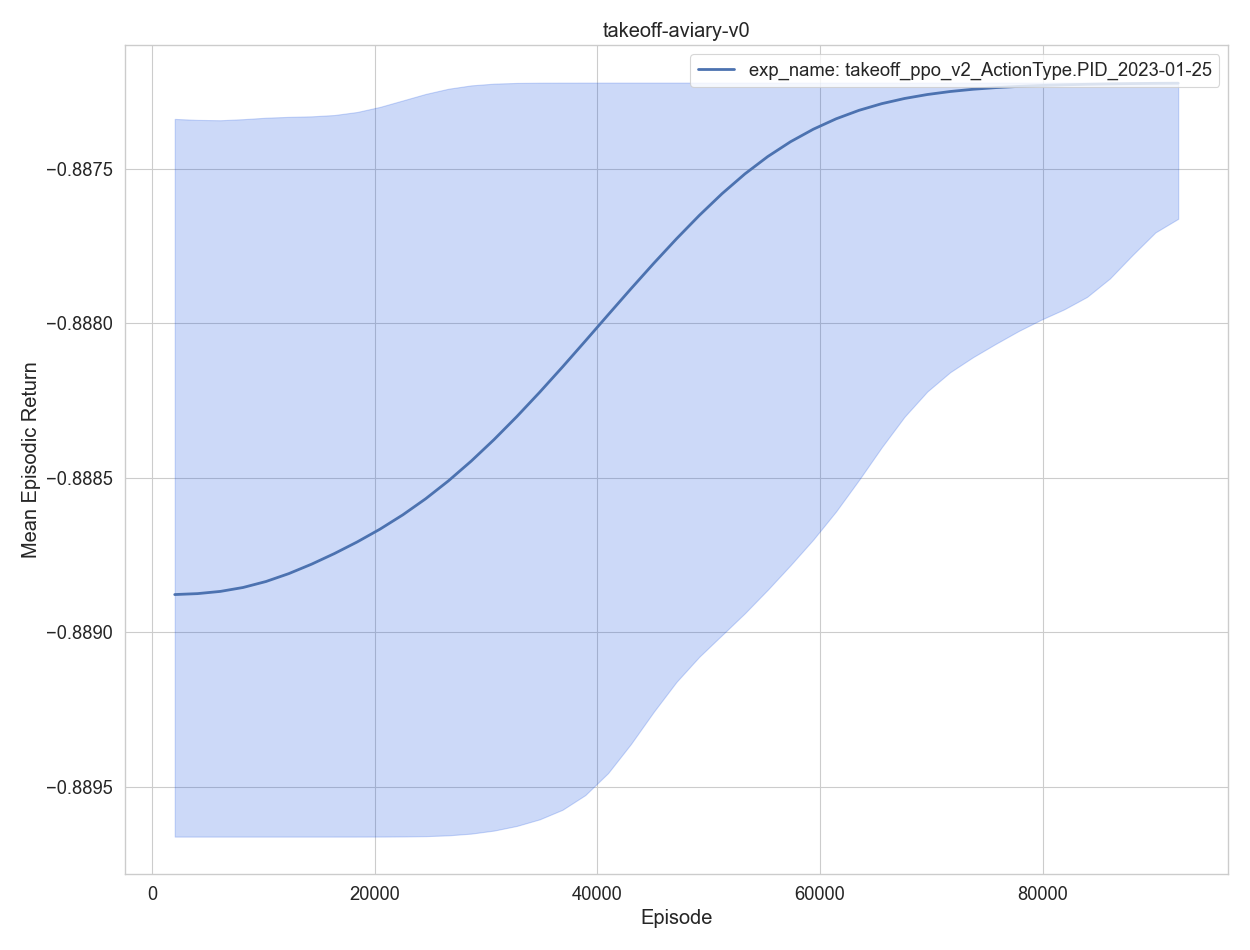 takeoff-aviary-v0
exp_name: takeoff_ppo_v2_ActionType.PID_2023-01-25
−0.8875
−0.8880
−0.8885
−0.8890
−0.8895
Mean Episodic Return
0 20000 40000 60000 80000
Episode